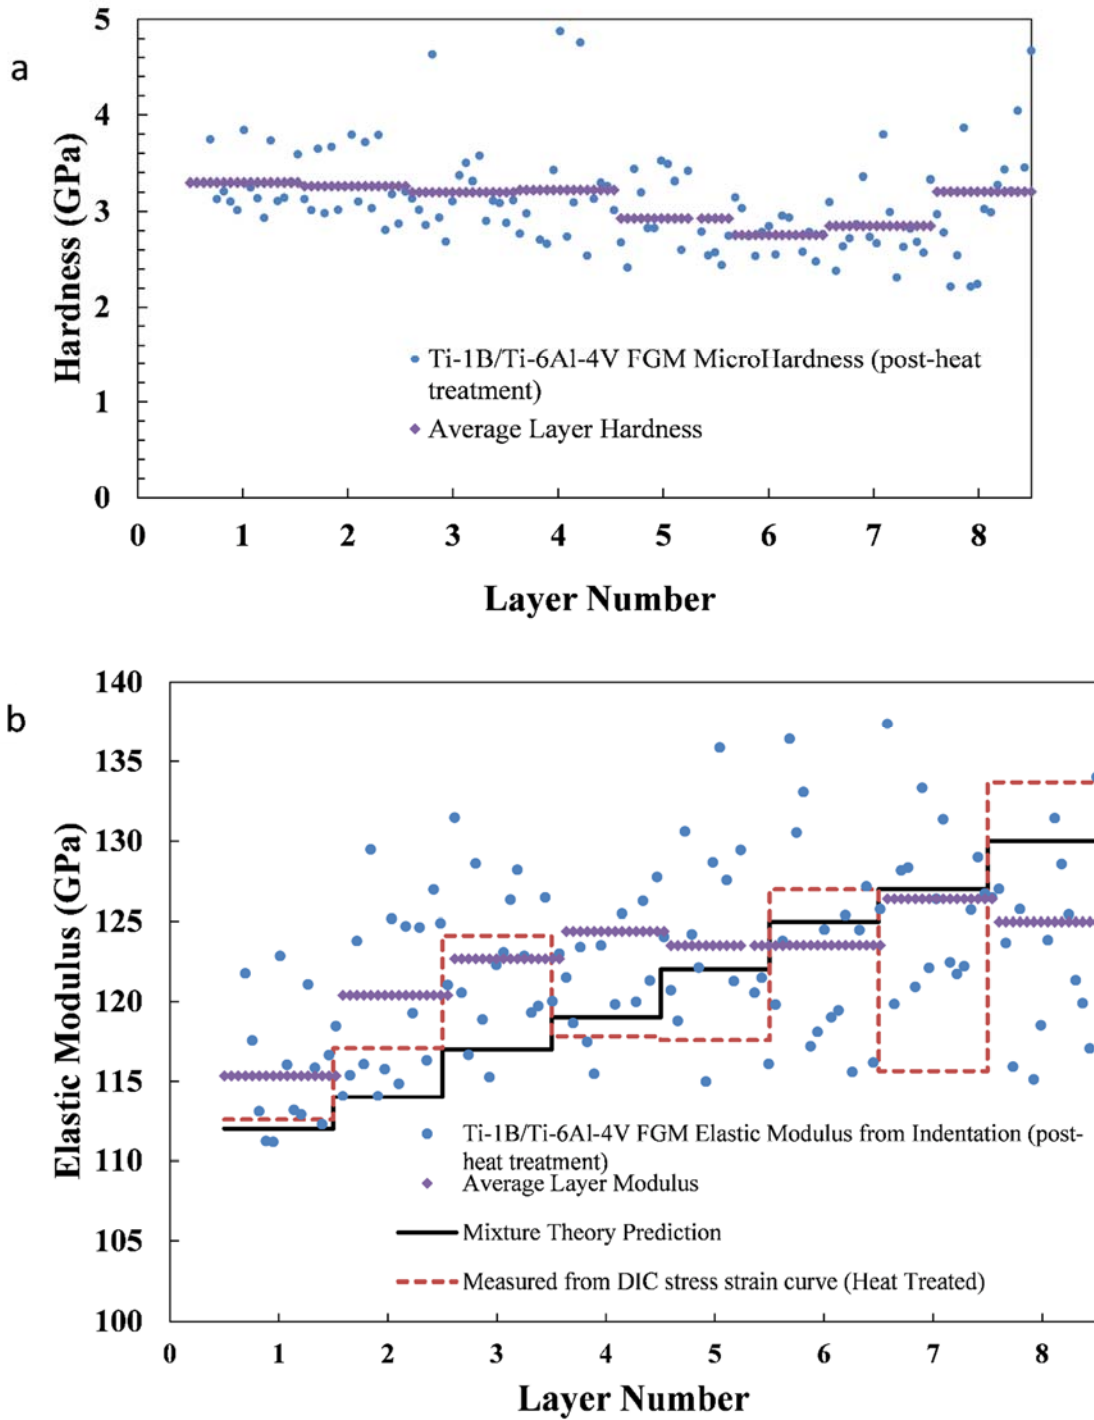 a
5
4
3
2
1
0
Hardness (GPa)
Ti-1B/Ti-6Al-4V FGM MicroHardness (post-heat
treatment)
Average Layer Hardness
0 1 2 3 4 5 6 7 8
Layer Number
b
140
135
130
125
120
115
110
105
100
Elastic Modulus (GPa)
Ti-1B/Ti-6Al-4V FGM Elastic Modulus from Indentation (post-
heat treatment)
Average Layer Modulus
Mixture Theory Prediction
Measured from DIC stress strain curve (Heat Treated)
0 1 2 3 4 5 6 7 8
Layer Number